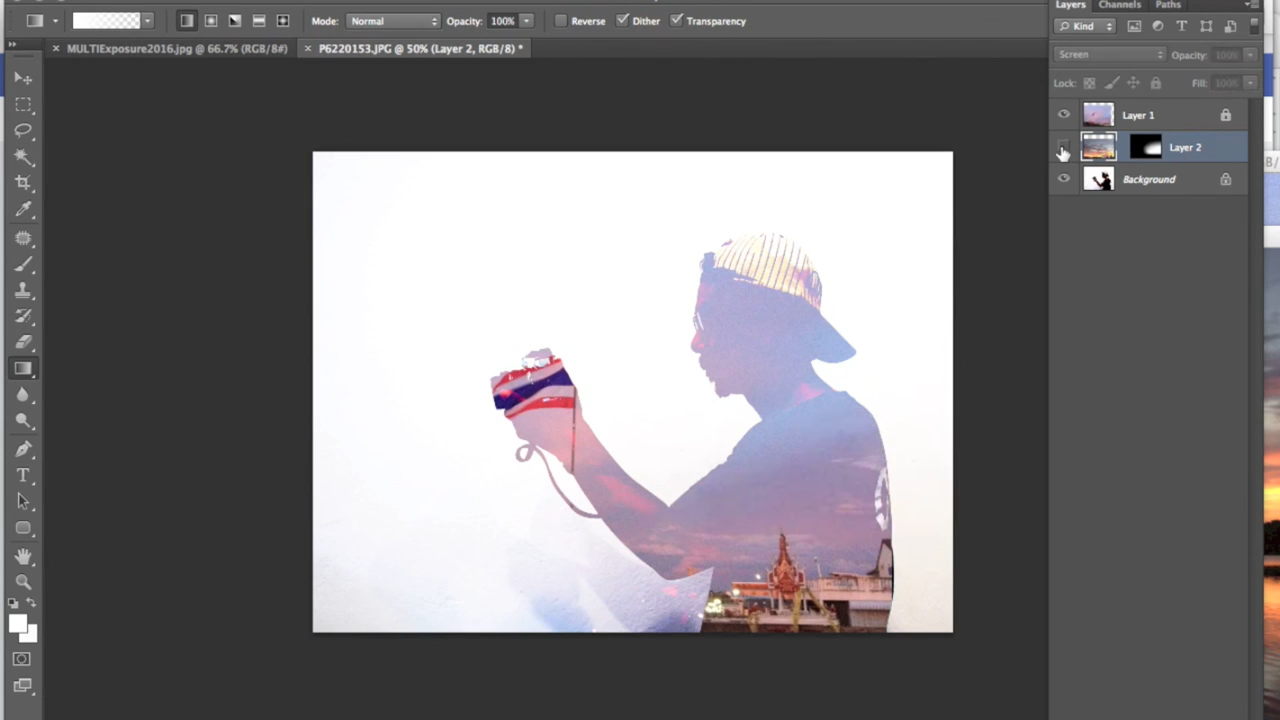 Layers Channels Paths
Mode: Normal Opacity: 100% Reverse Dither Transparency
Kind
× MULTIExposure2016.jpg @ 66.7% (RGB/8#) × P6220153.JPG @ 50% (Layer 2, RGB/8) *
Screen Opacity: 100%
Lock: Fill: 100%
Layer 1
Layer 2
Background
T